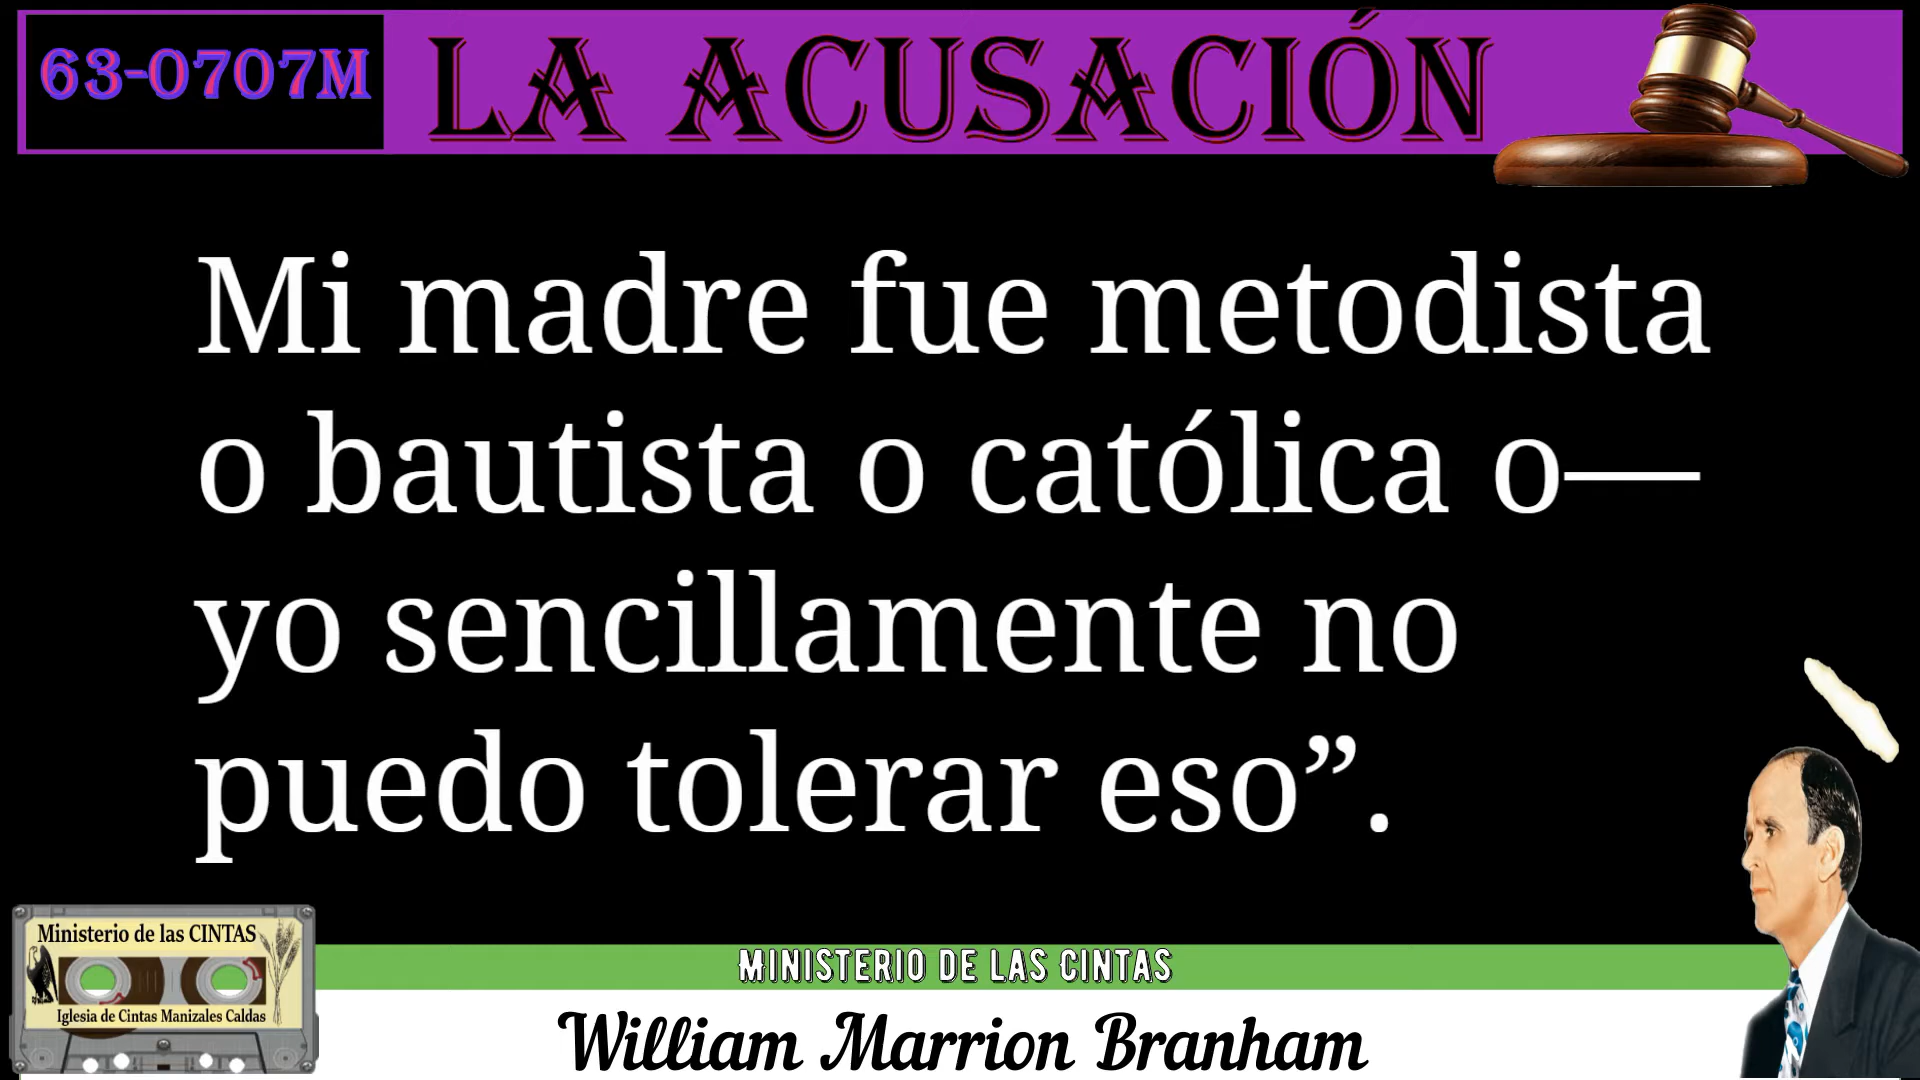 63-0707M
LA ACUSACIÓN
Mi madre fue metodista
o bautista o católica o—
yo sencillamente no
puedo tolerar eso”.
Ministerio de las CINTAS
Iglesia de Cintas Manizales Caldas
MINISTERIO DE LAS CINTAS
William Marrion Branham